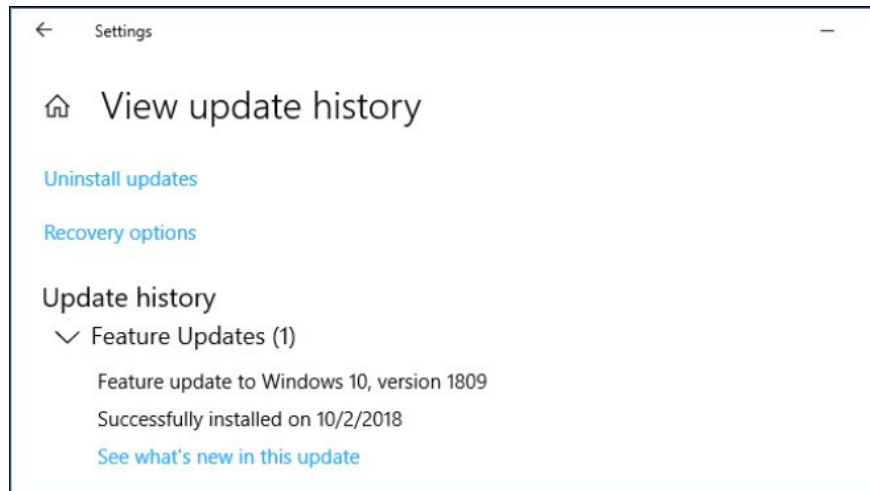 Settings
View update history
Uninstall updates
Recovery options
Update history
Feature Updates (1)
Feature update to Windows 10, version 1809
Successfully installed on 10/2/2018
See what's new in this update